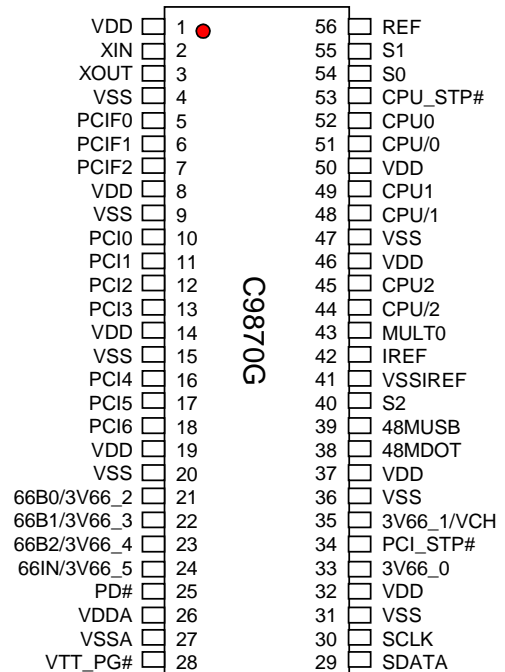 VDD 1 56 REF
XIN 2 55 S1
XOUT 3 54 S0
VSS 4 53 CPU_STP#
PCIF0 5 52 CPU0
PCIF1 6 51 CPU/0
PCIF2 7 50 VDD
VDD 8 49 CPU1
VSS 9 48 CPU/1
PCI0 10 47 VSS
PCI1 11 46 VDD
PCI2 12 45 CPU2
PCI3 13 44 CPU/2
VDD 14 43 MULT0
VSS 15 42 IREF
PCI4 16 41 VSSIREF
PCI5 17 40 S2
PCI6 18 39 48MUSB
VDD 19 38 48MDOT
VSS 20 37 VDD
66B0/3V66_2 21 36 VSS
66B1/3V66_3 22 35 3V66_1/VCH
66B2/3V66_4 23 34 PCI_STP#
66IN/3V66_5 24 33 3V66_0
PD# 25 32 VDD
VDDA 26 31 VSS
VSSA 27 30 SCLK
VTT_PG# 28 29 SDATA
C9870G